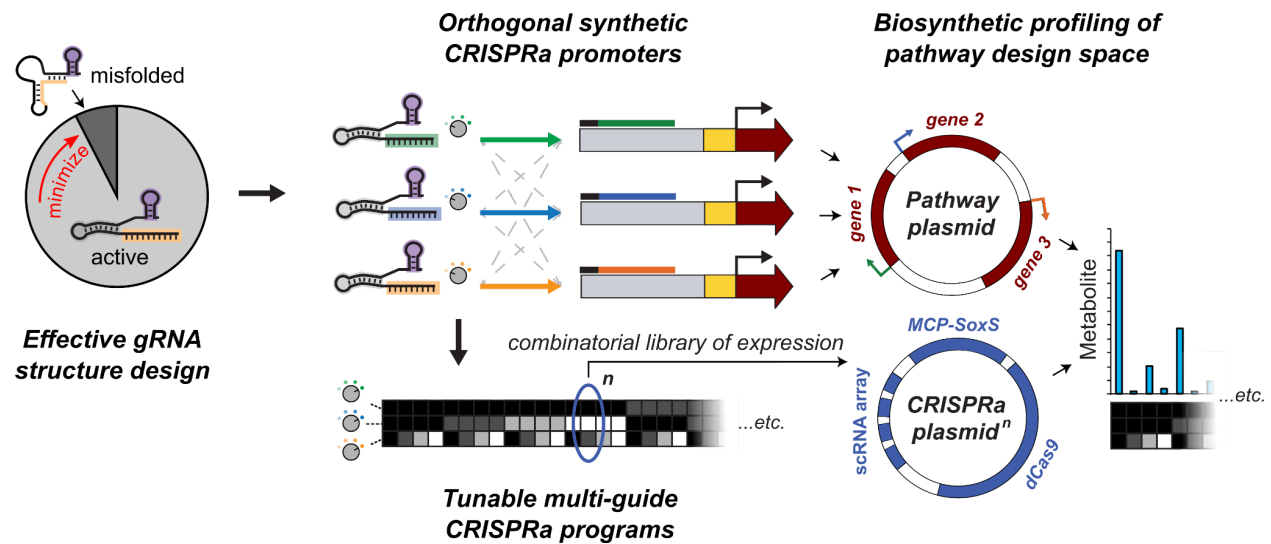 misfolded
minimize
active
Effective gRNA
structure design
Orthogonal synthetic
CRISPRa promoters
Biosynthetic profiling of
pathway design space
gene 1
gene 2
gene 3
Pathway
plasmid
combinatorial library of expression
n
...etc.
Tunable multi-guide
CRISPRa programs
MCP-SoxS
scRNA array
dCas9
CRISPRa
plasmidⁿ
Metabolite
...etc.